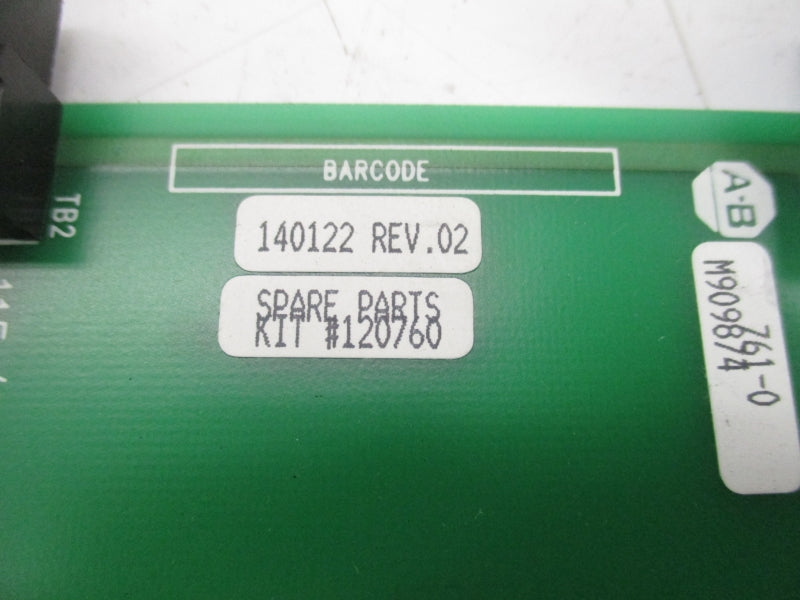 BARCODE
140122 REV.02
SPARE PARTS
KIT #120760
A·B
761-0
M909874
TB2